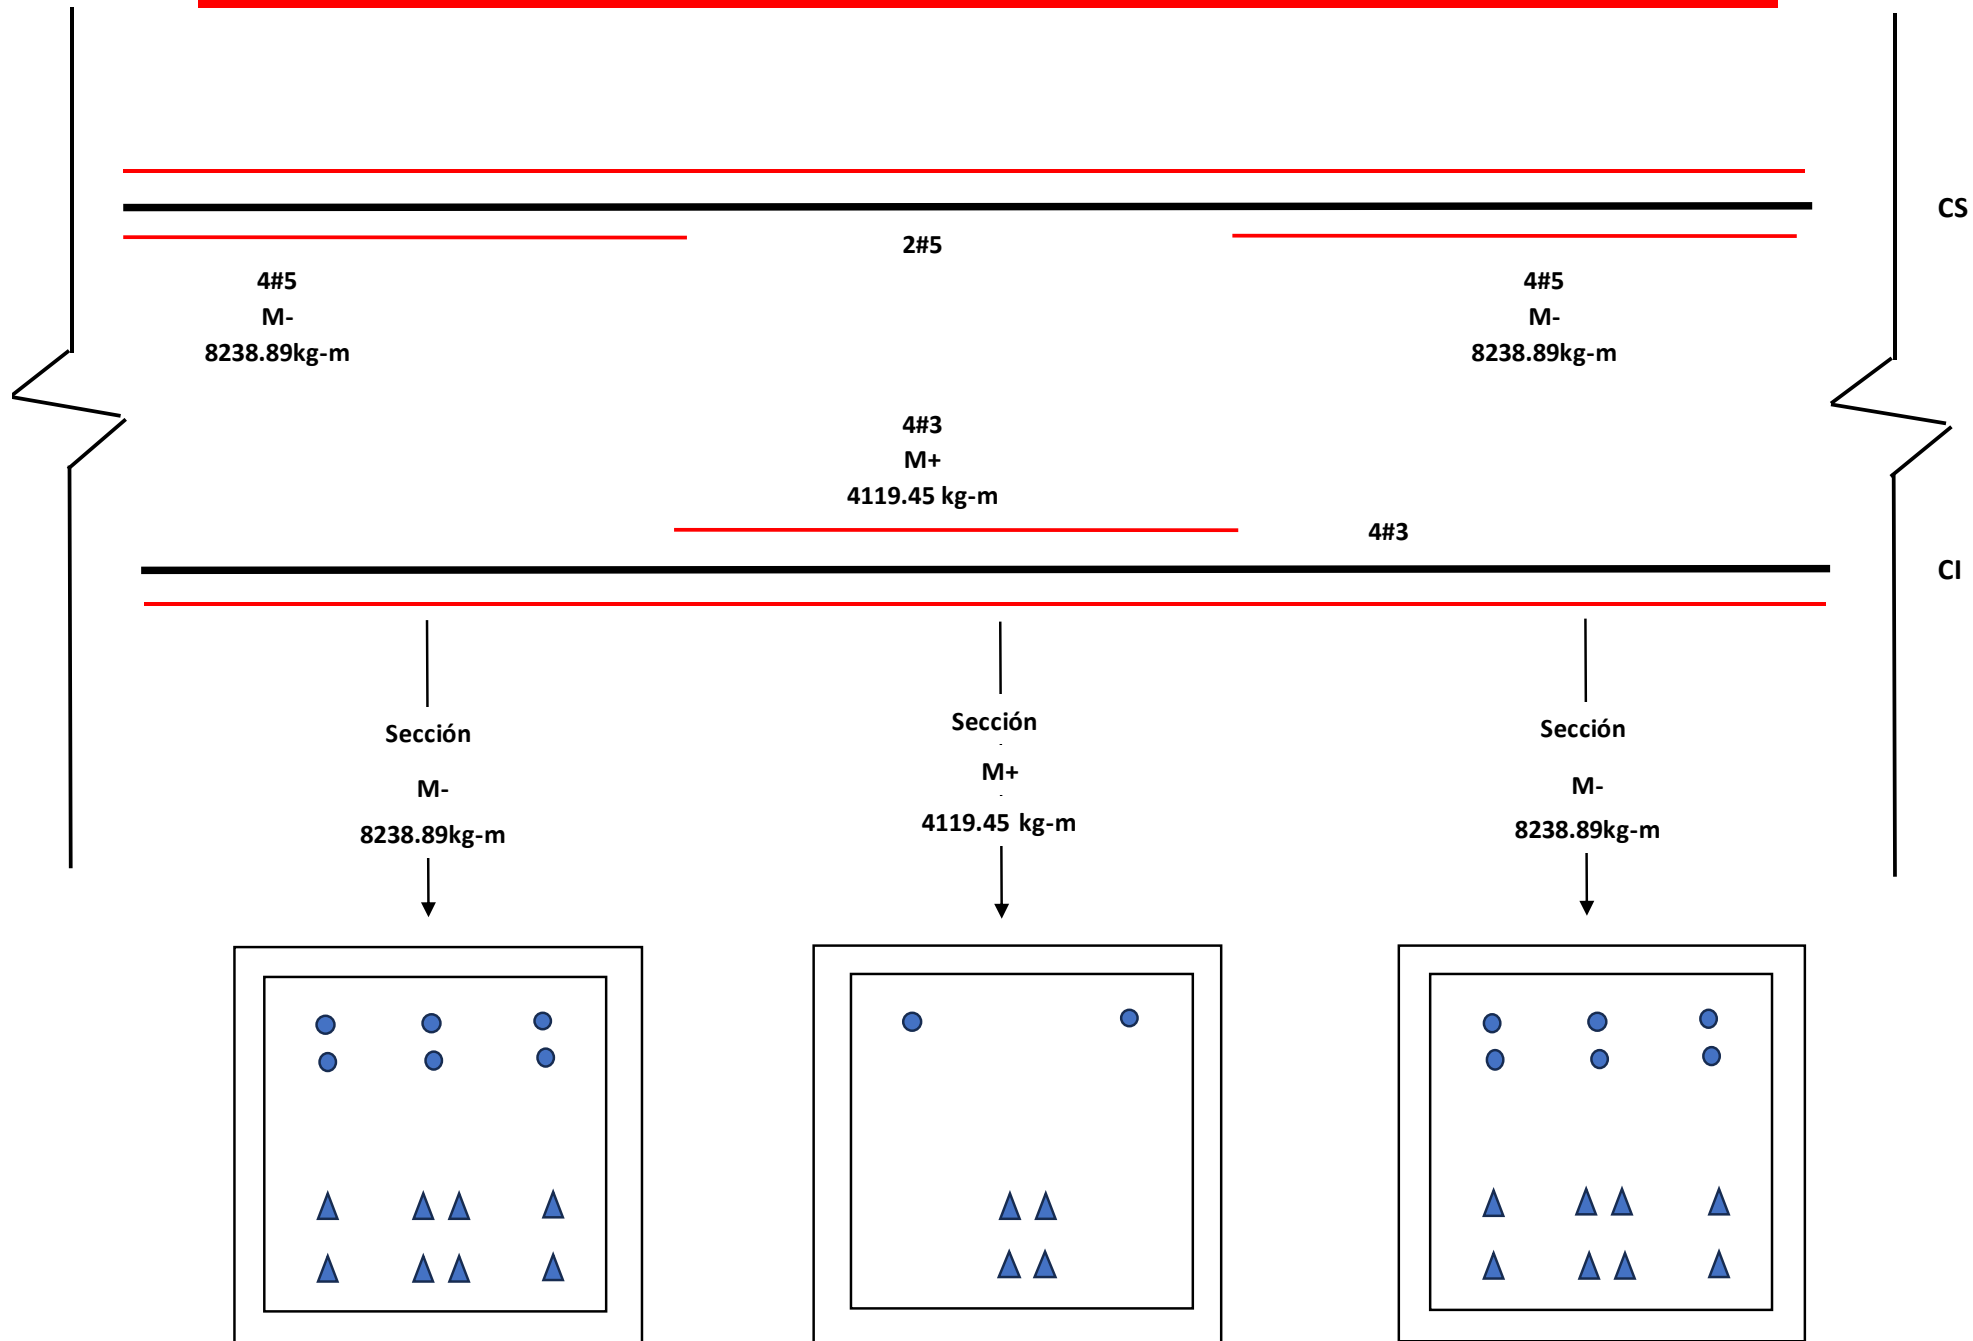 CS
2#5
4#5
M-
8238.89kg-m
4#5
M-
8238.89kg-m
4#3
M+
4119.45 kg-m
4#3
CI
Sección
M-
8238.89kg-m
Sección
M+
4119.45 kg-m
Sección
M-
8238.89kg-m